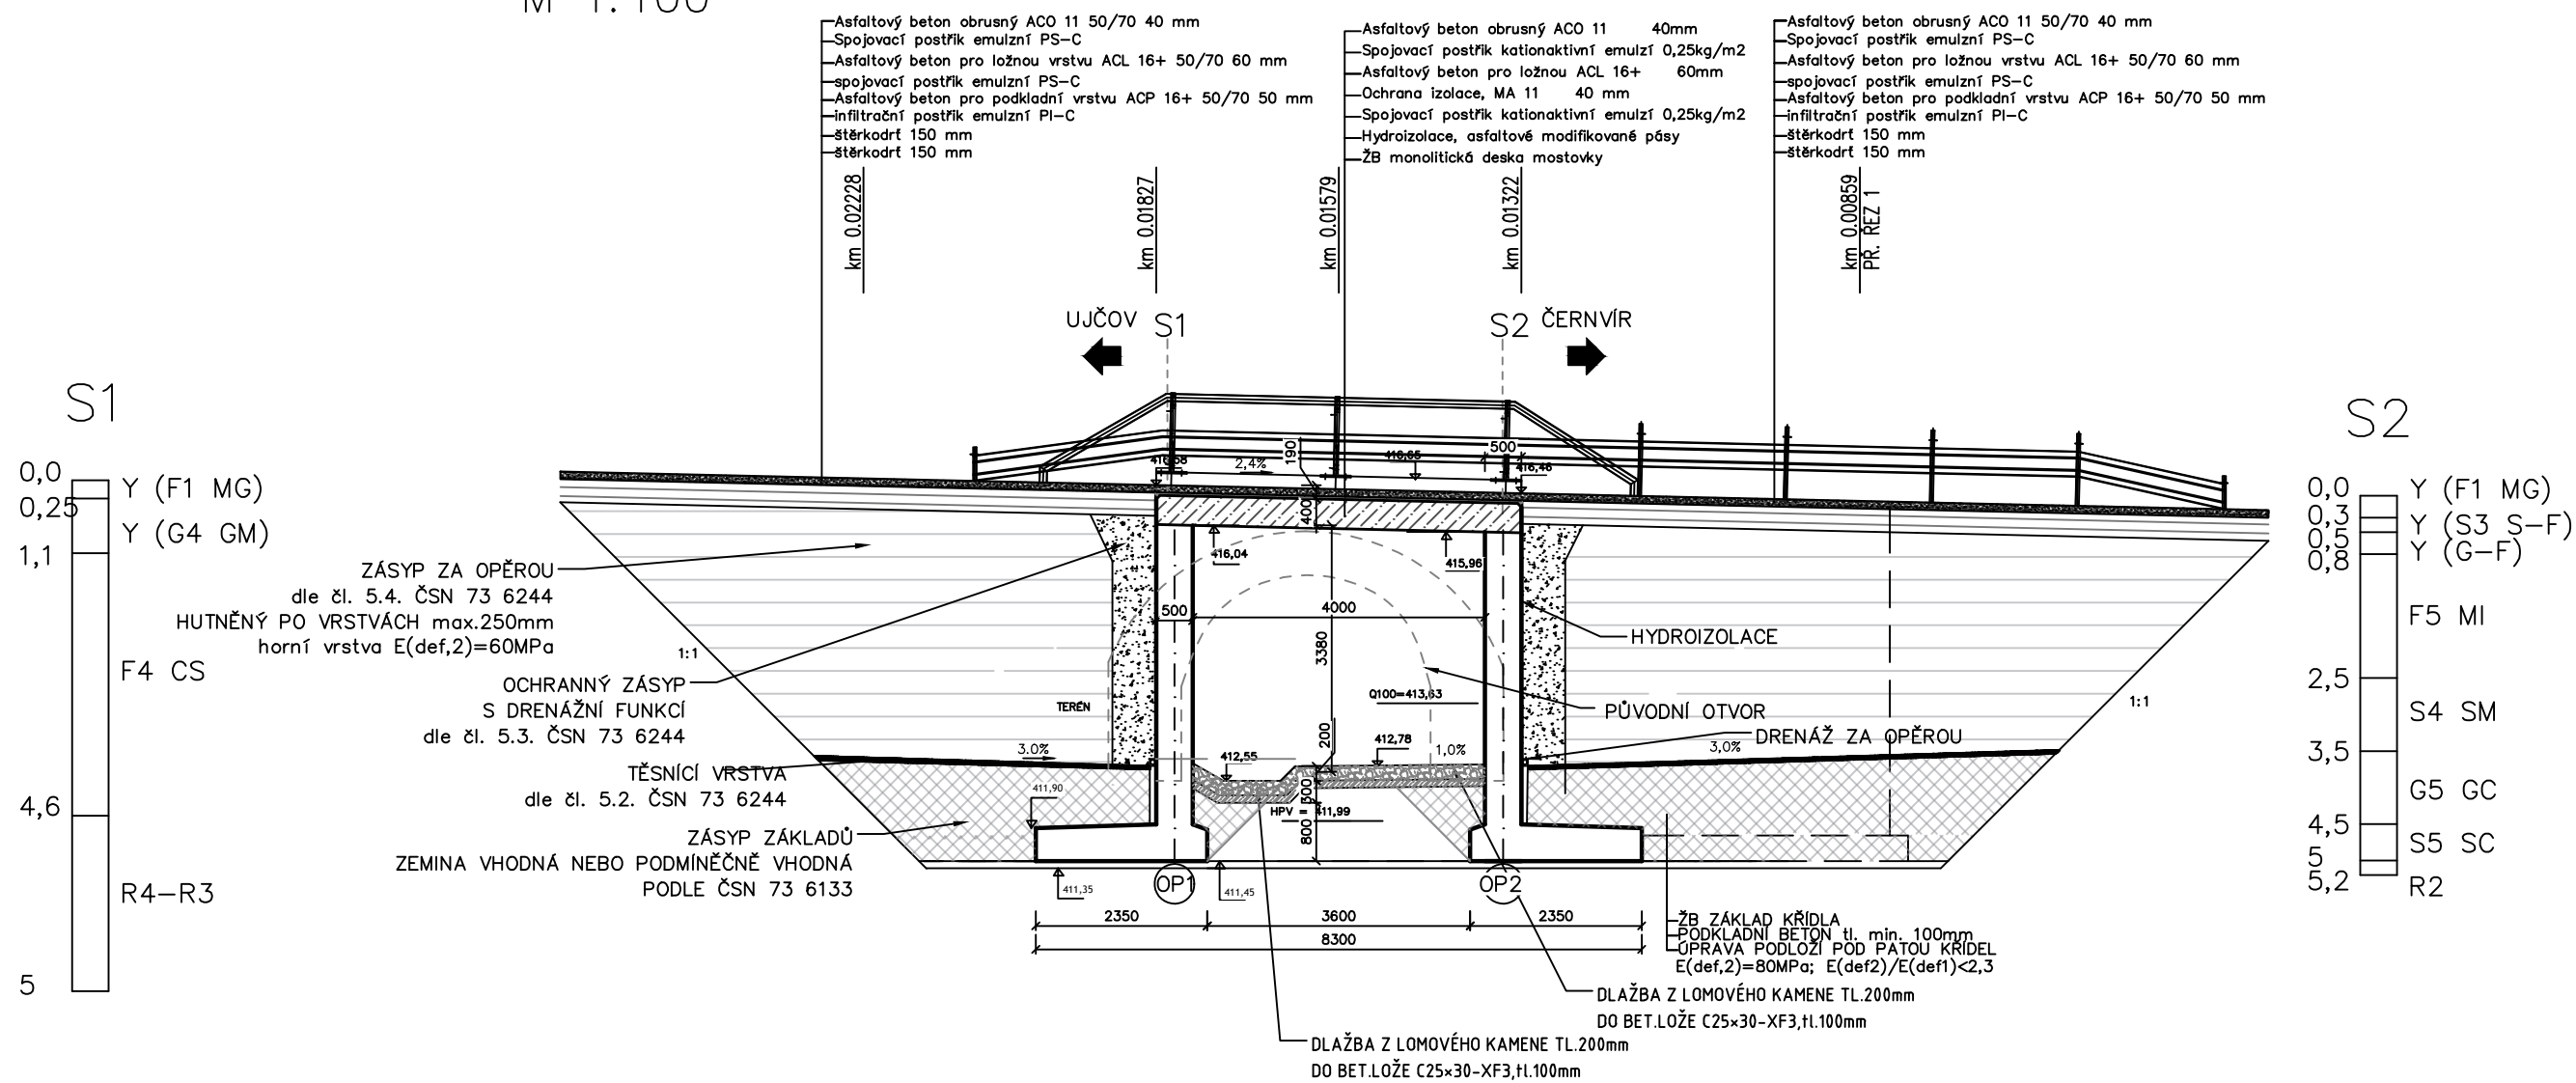 M 1:100
Asfaltový beton obrusný ACO 11 50/70 40 mm
Spojovací postřik emulzní PS-C
Asfaltový beton pro ložnou vrstvu ACL 16+ 50/70 60 mm
spojovací postřik emulzní PS-C
Asfaltový beton pro podkladní vrstvu ACP 16+ 50/70 50 mm
infiltrační postřik emulzní PI-C
štěrkodrť 150 mm
štěrkodrť 150 mm
Asfaltový beton obrusný ACO 11 40mm
Spojovací postřik kationaktivní emulzí 0,25kg/m2
Asfaltový beton pro ložnou ACL 16+ 60mm
Ochrana izolace, MA 11 40 mm
Spojovací postřik kationaktivní emulzí 0,25kg/m2
Hydroizolace, asfaltové modifikované pásy
ŽB monolitická deska mostovky
Asfaltový beton obrusný ACO 11 50/70 40 mm
Spojovací postřik emulzní PS-C
Asfaltový beton pro ložnou vrstvu ACL 16+ 50/70 60 mm
spojovací postřik emulzní PS-C
Asfaltový beton pro podkladní vrstvu ACP 16+ 50/70 50 mm
infiltrační postřik emulzní PI-C
štěrkodrť 150 mm
štěrkodrť 150 mm
km 0.02228
km 0.01827
km 0.01579
km 0.01322
km 0.00859
PŘ. ŘEZ 1
UJČOV S1
S2 ČERNVÍR
S1
0,0
Y (F1 MG)
0,25
Y (G4 GM)
1,1
F4 CS
4,6
R4-R3
5
S2
0,0
Y (F1 MG)
0,3
Y (S3 S-F)
0,5
Y (G-F)
0,8
F5 MI
2,5
S4 SM
3,5
G5 GC
4,5
S5 SC
5
5,2
R2
416,68
2,4%
190
416,65
500
416,46
400
416,04
415,96
500
4000
3380
ZÁSYP ZA OPĚROU
dle čl. 5.4. ČSN 73 6244
HUTNĚNÝ PO VRSTVÁCH max.250mm
horní vrstva E(def,2)=60MPa
1:1
OCHRANNÝ ZÁSYP
S DRENÁŽNÍ FUNKCÍ
dle čl. 5.3. ČSN 73 6244
TERÉN
HYDROIZOLACE
Q100=413,63
PŮVODNÍ OTVOR
1:1
DRENÁŽ ZA OPĚROU
3.0%
200
412,78
1,0%
3,0%
412,55
TĚSNÍCÍ VRSTVA
dle čl. 5.2. ČSN 73 6244
411,90
300
HPV = 411,99
800
ZÁSYP ZÁKLADŮ
ZEMINA VHODNÁ NEBO PODMÍNĚČNĚ VHODNÁ
PODLE ČSN 73 6133
411,35
OP1
411,45
OP2
2350
3600
2350
8300
ŽB ZÁKLAD KŘÍDLA
PODKLADNÍ BETON tl. min. 100mm
ÚPRAVA PODLOŽÍ POD PATOU KŘÍDEL
E(def,2)=80MPa; E(def2)/E(def1)<2,3
DLAŽBA Z LOMOVÉHO KAMENE TL.200mm
DO BET.LOŽE C25×30-XF3,tl.100mm
DLAŽBA Z LOMOVÉHO KAMENE TL.200mm
DO BET.LOŽE C25×30-XF3,tl.100mm